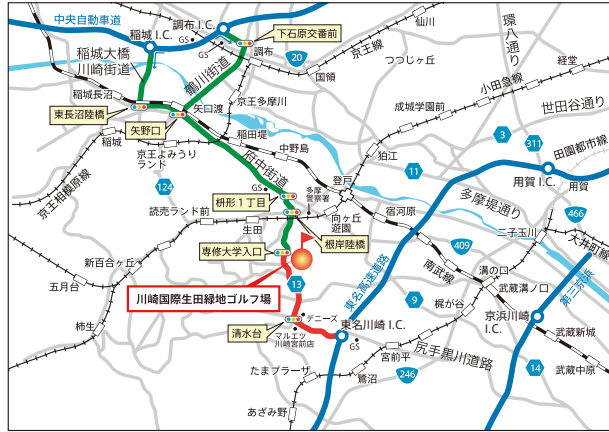 中央自動車道
稲城 I.C.
調布 I.C.
GS
GS
下石原交番前
調布
仙川
環八通り
稲城大橋
川崎街道
鶴川街道
20
国領
京王線
つつじヶ丘
経堂
小田急線
稲城長沼
東長沼陸橋
矢野口
矢口渡
京王多摩川
成城学園前
世田谷通り
稲城
稲田堤
京王よみうり
ランド
中野島
府中街道
狛江
3
311
田園都市線
11
用賀 I.C.
用賀
京王相模原線
124
GS
多摩
警察署
登戸
多摩堤通り
枡形1丁目
読売ランド前
生田
向ヶ丘
遊園
宿河原
466
二子玉川
大井町線
専修大学入口
根岸陸橋
409
新百合ヶ丘
五月台
東名高速道路
南武線
溝の口
武蔵溝ノ口
第三京浜
川崎国際生田緑地ゴルフ場
13
9
梶が谷
京浜川崎
I.C.
武蔵新城
柿生
清水台
デニーズ
マルエツ
川崎宮前店
GS
東名川崎 I.C.
宮前平
尻手黒川道路
14
武蔵中原
たまプラーザ
鷺沼
246
あざみ野